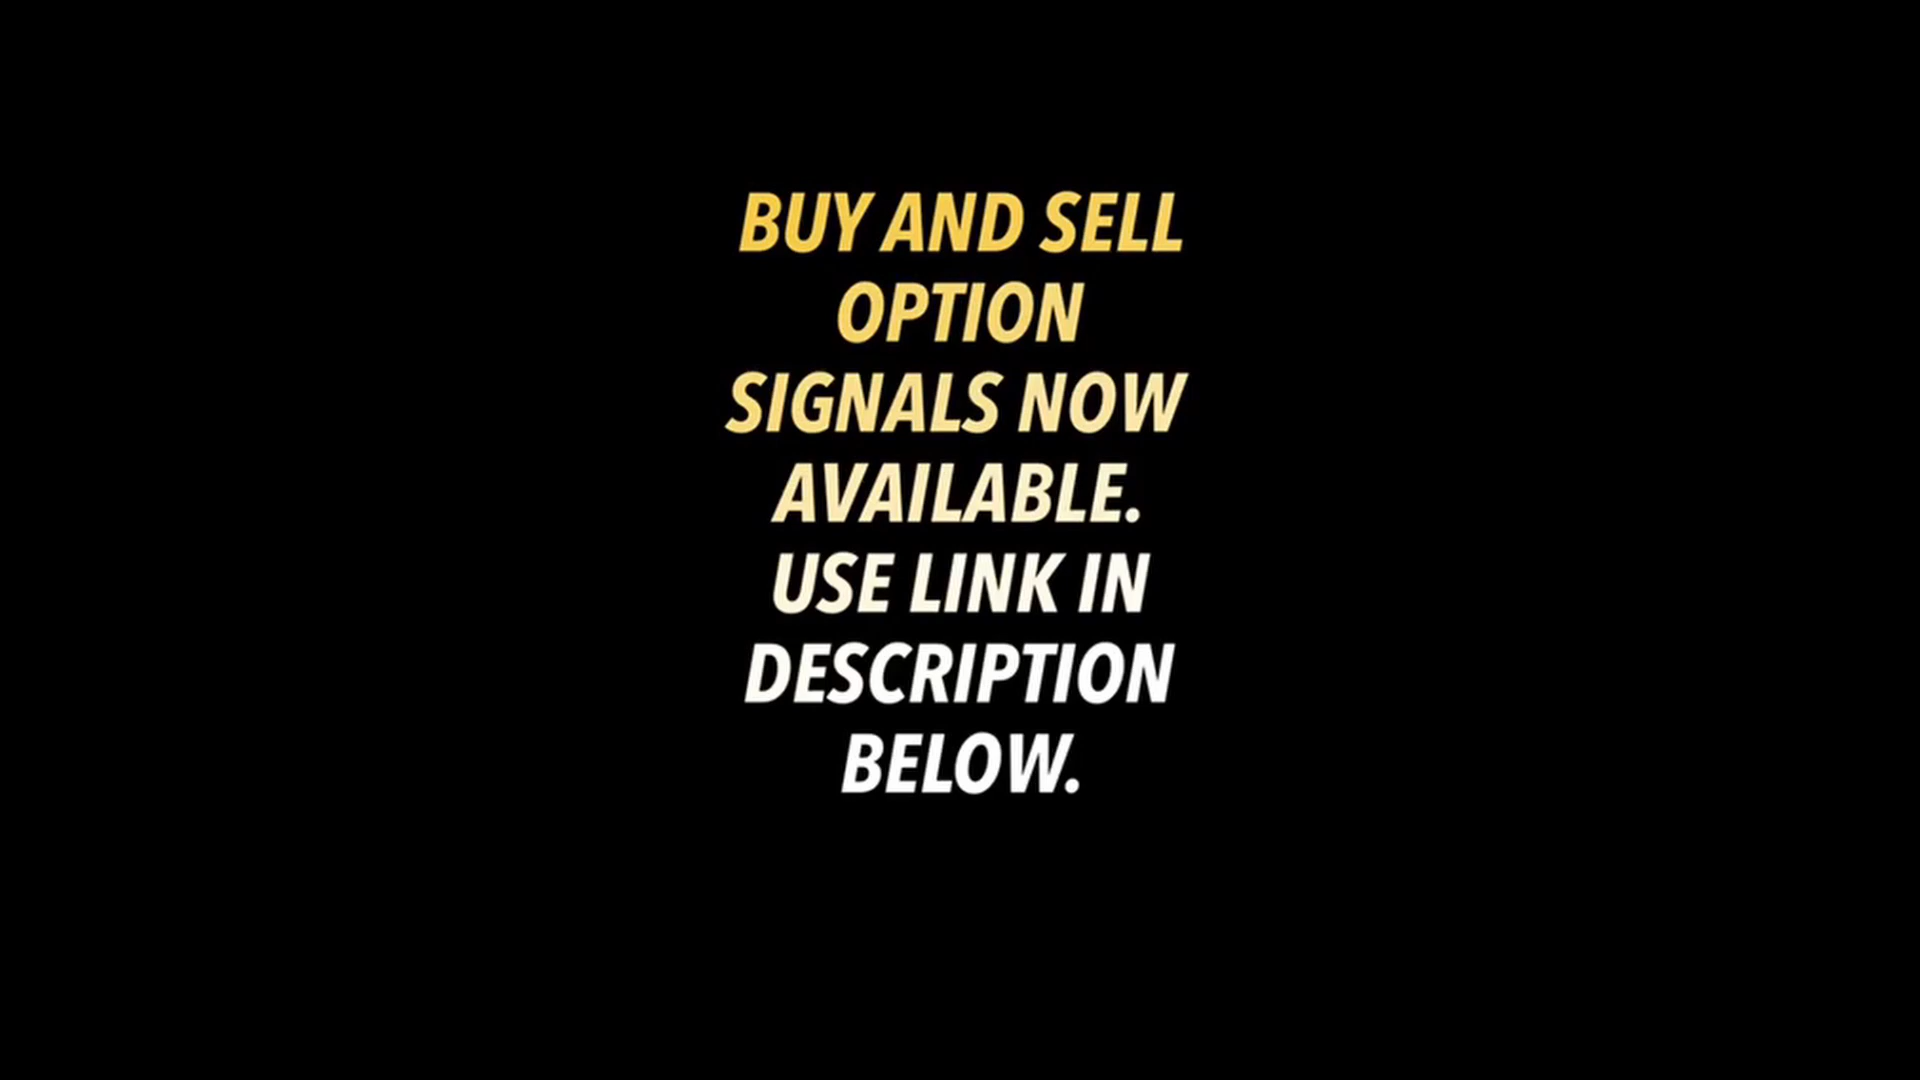 BUY AND SELL
OPTION
SIGNALS NOW
AVAILABLE.
USE LINK IN
DESCRIPTION
BELOW.